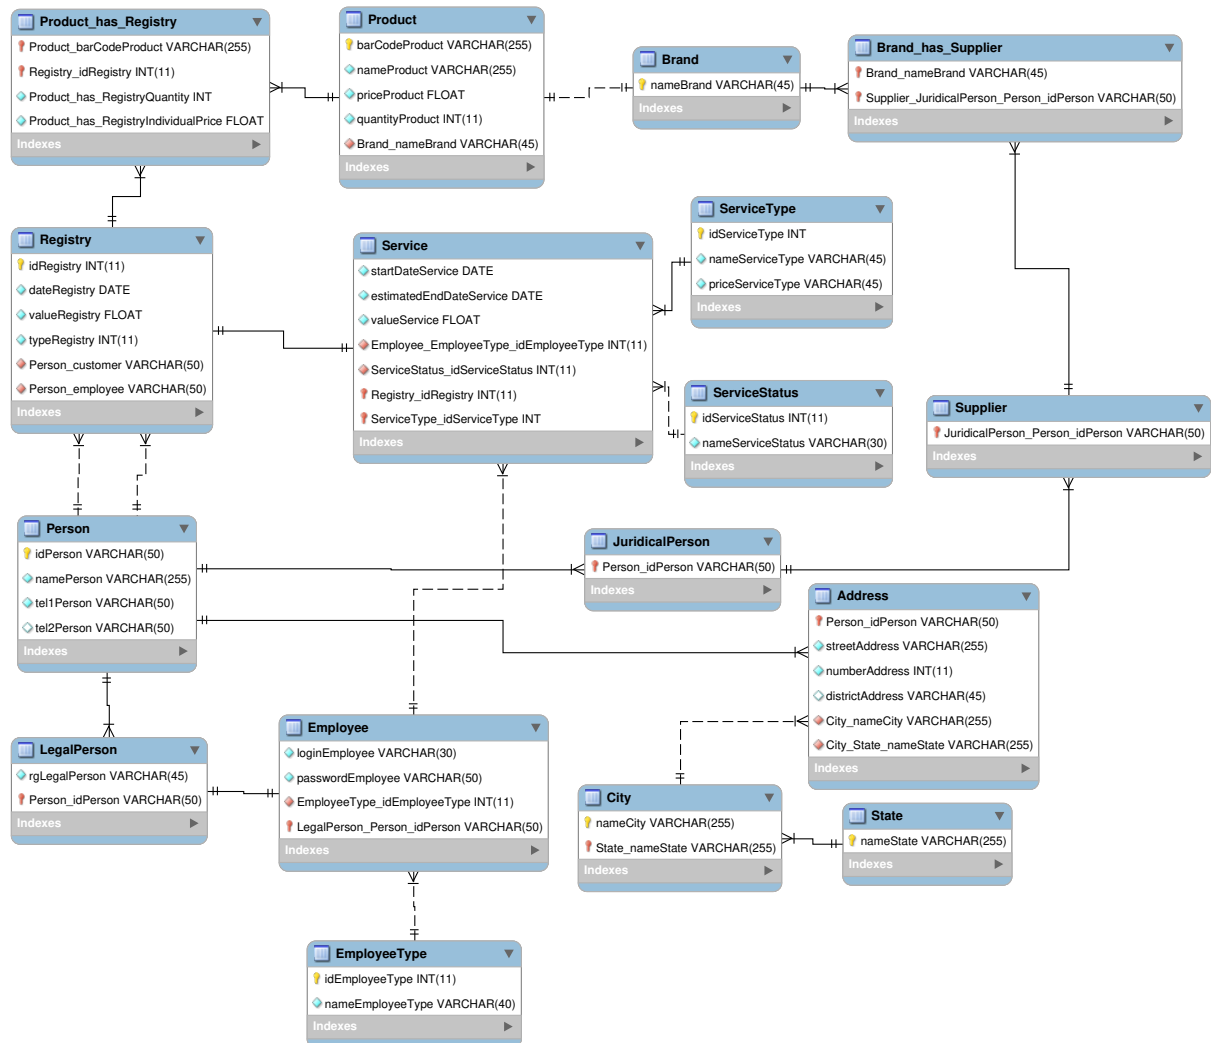 Product_has_Registry
Product_barCodeProduct VARCHAR(255)
Registry_idRegistry INT(11)
Product_has_RegistryQuantity INT
Product_has_RegistryIndividualPrice FLOAT
Indexes
Product
barCodeProduct VARCHAR(255)
nameProduct VARCHAR(255)
priceProduct FLOAT
quantityProduct INT(11)
Brand_nameBrand VARCHAR(45)
Indexes
Brand
nameBrand VARCHAR(45)
Indexes
Brand_has_Supplier
Brand_nameBrand VARCHAR(45)
Supplier_JuridicalPerson_Person_idPerson VARCHAR(50)
Indexes
Registry
idRegistry INT(11)
dateRegistry DATE
valueRegistry FLOAT
typeRegistry INT(11)
Person_customer VARCHAR(50)
Person_employee VARCHAR(50)
Indexes
Service
startDateService DATE
estimatedEndDateService DATE
valueService FLOAT
Employee_EmployeeType_idEmployeeType INT(11)
ServiceStatus_idServiceStatus INT(11)
Registry_idRegistry INT(11)
ServiceType_idServiceType INT
Indexes
ServiceType
idServiceType INT
nameServiceType VARCHAR(45)
priceServiceType VARCHAR(45)
Indexes
ServiceStatus
idServiceStatus INT(11)
nameServiceStatus VARCHAR(30)
Indexes
Supplier
JuridicalPerson_Person_idPerson VARCHAR(50)
Indexes
Person
idPerson VARCHAR(50)
namePerson VARCHAR(255)
tel1Person VARCHAR(50)
tel2Person VARCHAR(50)
Indexes
JuridicalPerson
Person_idPerson VARCHAR(50)
Indexes
Address
Person_idPerson VARCHAR(50)
streetAddress VARCHAR(255)
numberAddress INT(11)
districtAddress VARCHAR(45)
City_nameCity VARCHAR(255)
City_State_nameState VARCHAR(255)
Indexes
LegalPerson
rgLegalPerson VARCHAR(45)
Person_idPerson VARCHAR(50)
Indexes
Employee
loginEmployee VARCHAR(30)
passwordEmployee VARCHAR(50)
EmployeeType_idEmployeeType INT(11)
LegalPerson_Person_idPerson VARCHAR(50)
Indexes
City
nameCity VARCHAR(255)
State_nameState VARCHAR(255)
Indexes
State
nameState VARCHAR(255)
Indexes
EmployeeType
idEmployeeType INT(11)
nameEmployeeType VARCHAR(40)
Indexes